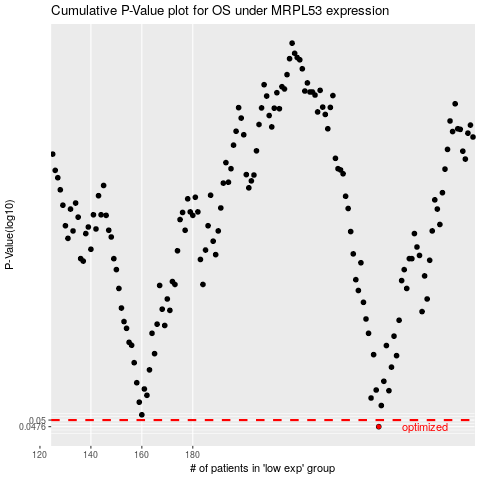 Cumulative P-Value plot for OS under MRPL53 expression
P-Value(log10)
0.05
0.0476
optimized
120 140 160 180
# of patients in 'low exp' group